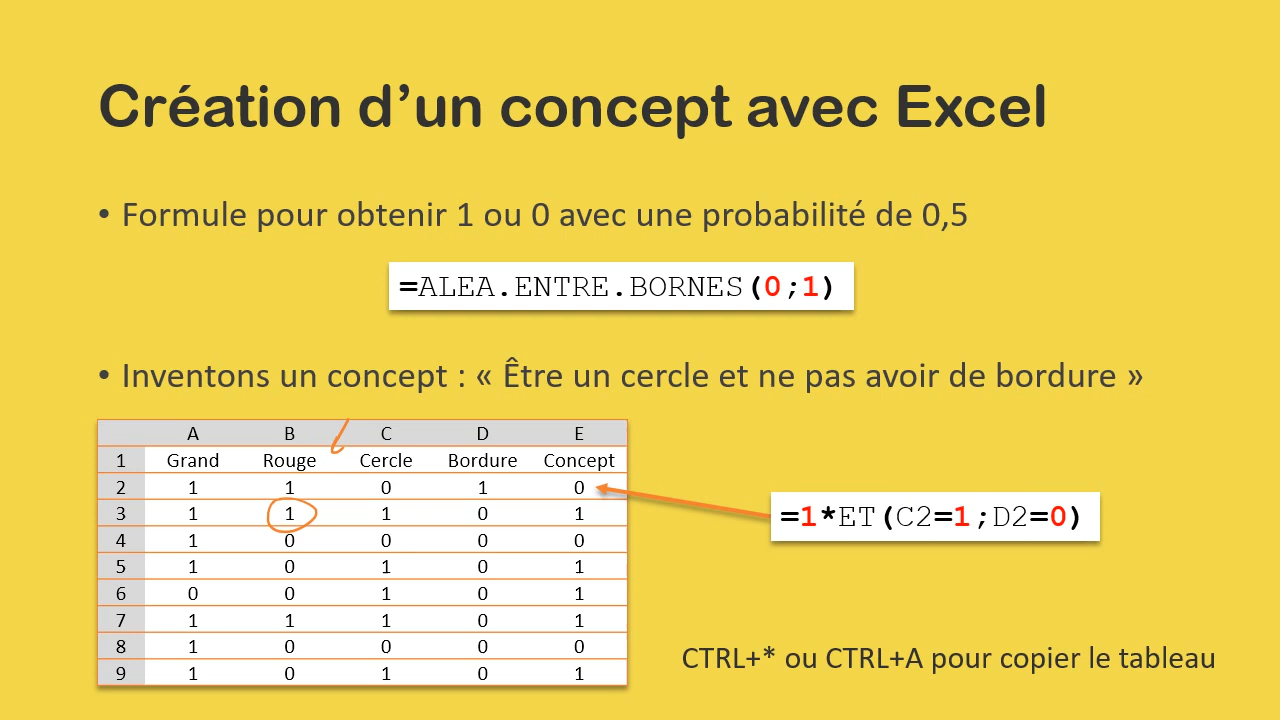 Création d’un concept avec Excel
• Formule pour obtenir 1 ou 0 avec une probabilité de 0,5
=ALEA.ENTRE.BORNES(0;1)
• Inventons un concept : « Être un cercle et ne pas avoir de bordure »
A B C D E
1 Grand Rouge Cercle Bordure Concept
2 1 1 0 1 0
3 1 1 1 0 1
4 1 0 0 0 0
5 1 0 1 0 1
6 0 0 1 0 1
7 1 1 1 0 1
8 1 0 0 0 0
9 1 0 1 0 1
=1*ET(C2=1;D2=0)
CTRL+* ou CTRL+A pour copier le tableau